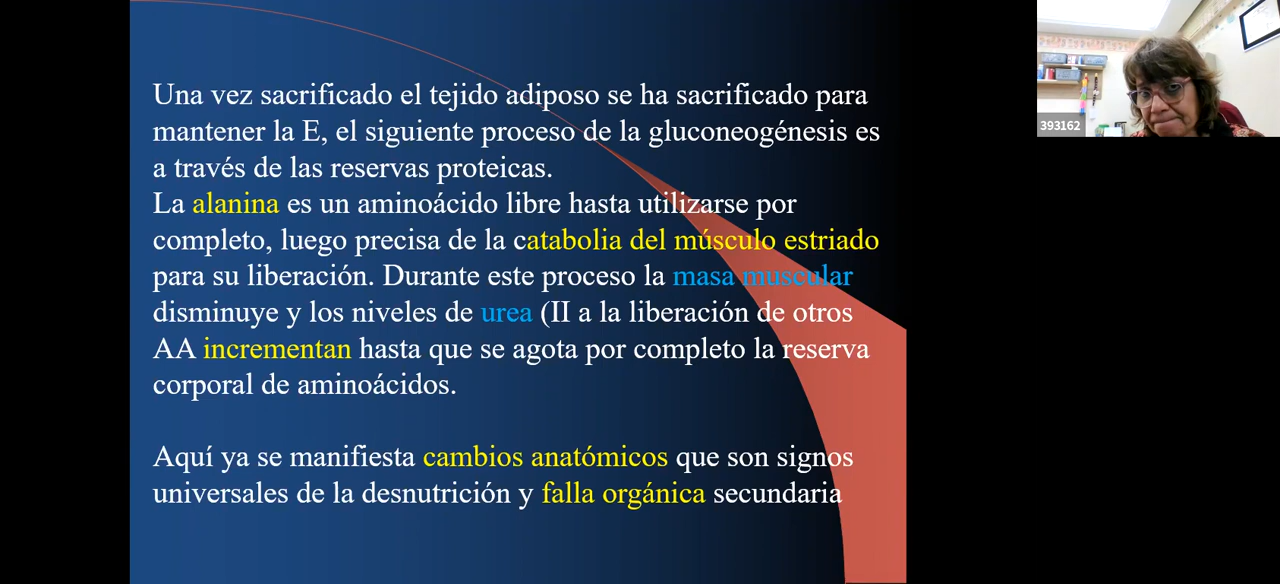 Una vez sacrificado el tejido adiposo se ha sacrificado para
mantener la E, el siguiente proceso de la gluconeogénesis es
a través de las reservas proteicas.
La alanina es un aminoácido libre hasta utilizarse por
completo, luego precisa de la catabolia del músculo estriado
para su liberación. Durante este proceso la masa muscular
disminuye y los niveles de urea (II a la liberación de otros
AA incrementan hasta que se agota por completo la reserva
corporal de aminoácidos.
Aquí ya se manifiesta cambios anatómicos que son signos
universales de la desnutrición y falla orgánica secundaria
393162